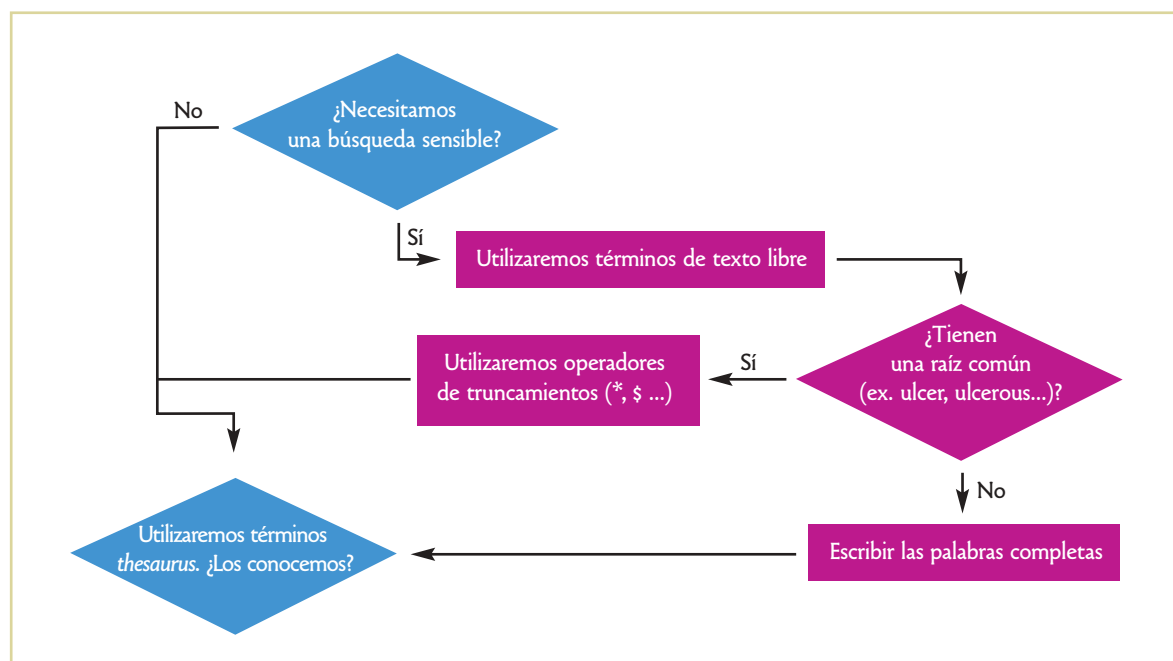 ¿Necesitamos
una búsqueda sensible?
No
Sí
Utilizaremos términos de texto libre
¿Tienen
una raíz común
(ex. ulcer, ulcerous...)?
Sí
Utilizaremos operadores
de truncamientos (*, $ ...)
No
Escribir las palabras completas
Utilizaremos términos
thesaurus. ¿Los conocemos?